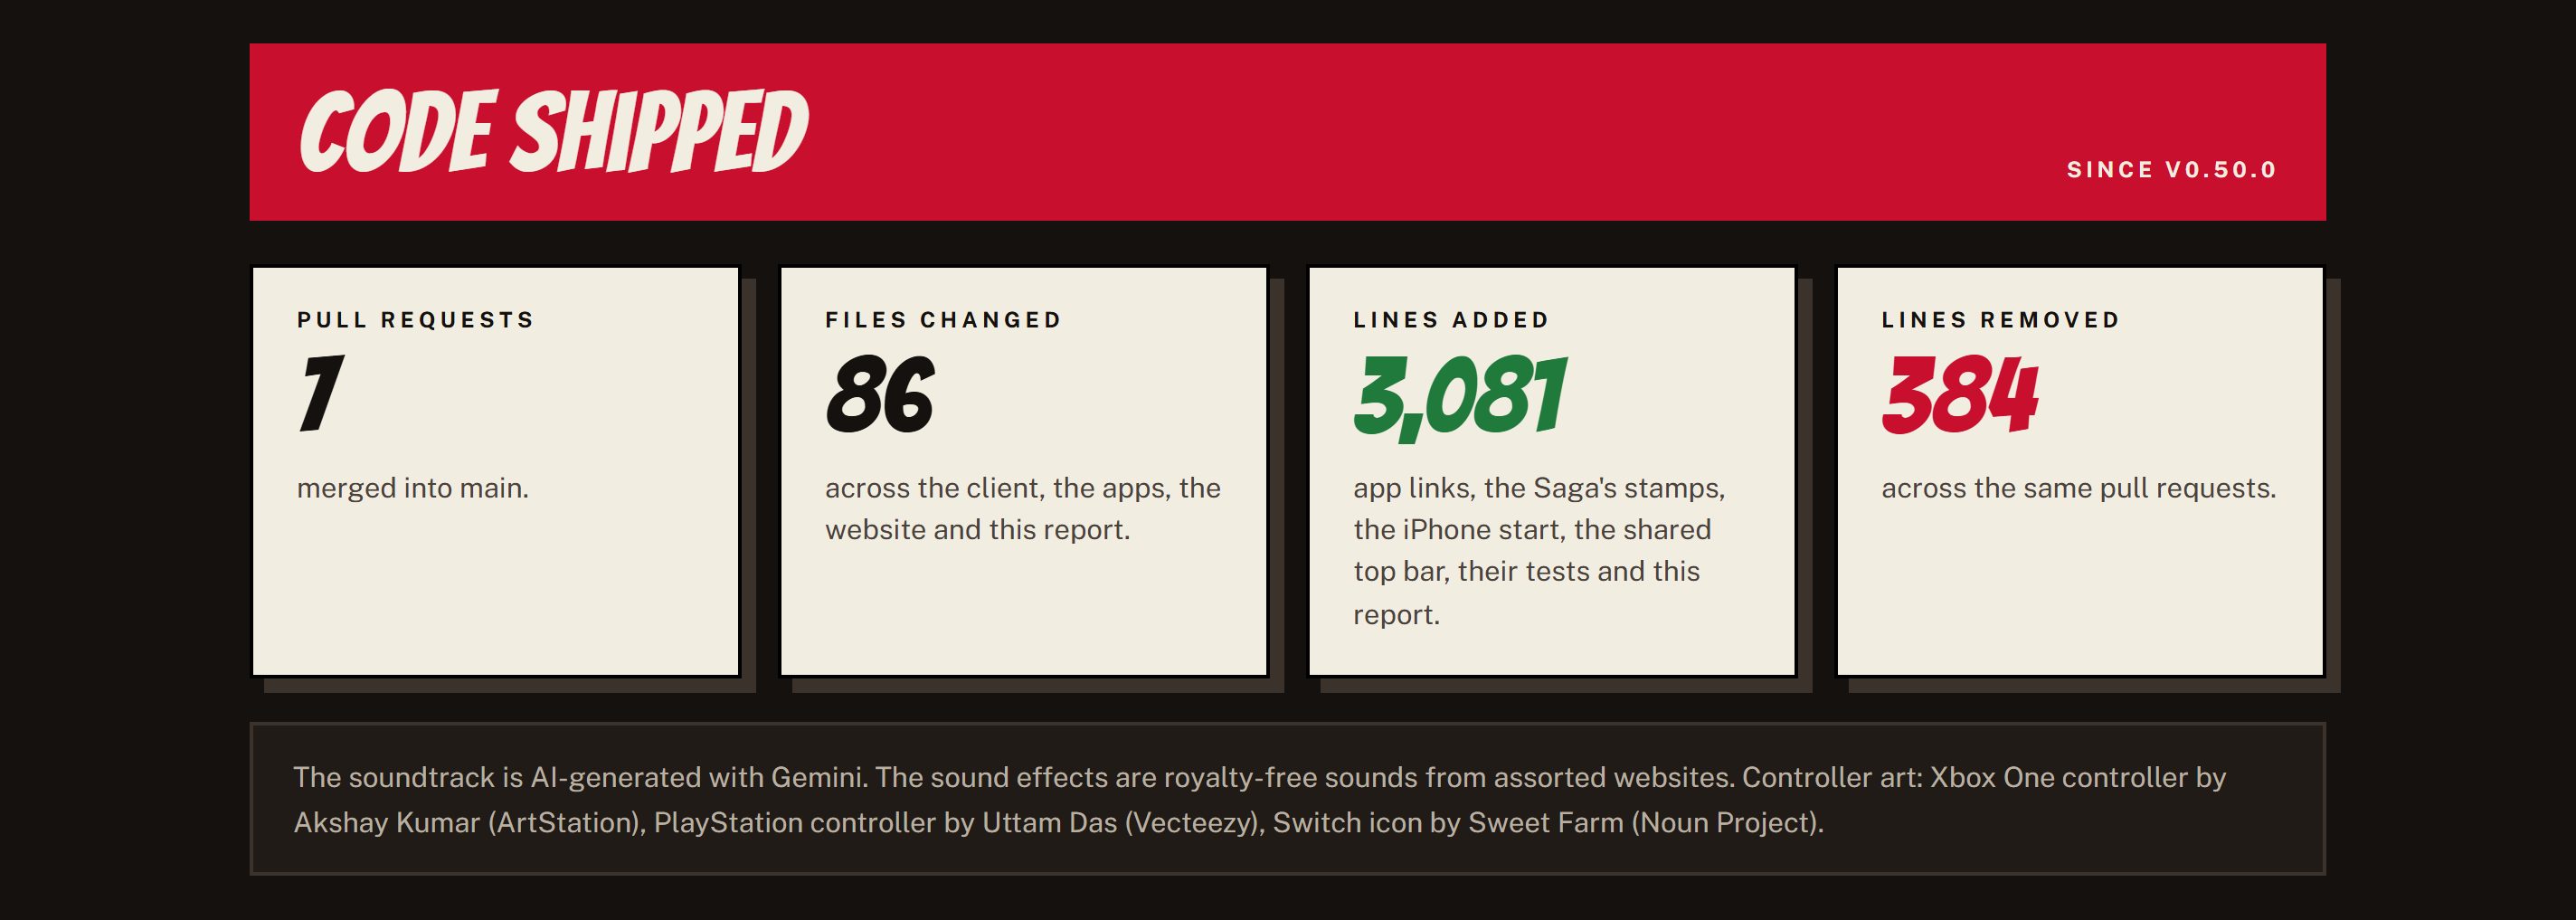 CODE SHIPPED
SINCE V0.50.0
PULL REQUESTS
7
merged into main.
FILES CHANGED
86
across the client, the apps, the
website and this report.
LINES ADDED
3,081
app links, the Saga's stamps,
the iPhone start, the shared
top bar, their tests and this
report.
LINES REMOVED
384
across the same pull requests.
The soundtrack is AI-generated with Gemini. The sound effects are royalty-free sounds from assorted websites. Controller art: Xbox One controller by
Akshay Kumar (ArtStation), PlayStation controller by Uttam Das (Vecteezy), Switch icon by Sweet Farm (Noun Project).